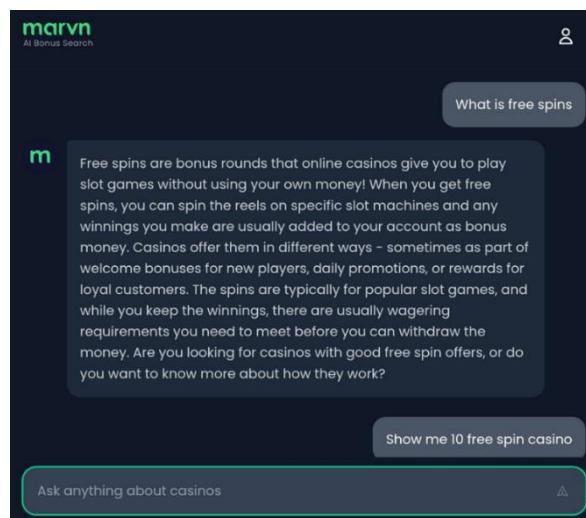 marvn
AI Bonus Search
What is free spins
m
Free spins are bonus rounds that online casinos give you to play
slot games without using your own money! When you get free
spins, you can spin the reels on specific slot machines and any
winnings you make are usually added to your account as bonus
money. Casinos offer them in different ways - sometimes as part of
welcome bonuses for new players, daily promotions, or rewards for
loyal customers. The spins are typically for popular slot games, and
while you keep the winnings, there are usually wagering
requirements you need to meet before you can withdraw the
money. Are you looking for casinos with good free spin offers, or do
you want to know more about how they work?
Show me 10 free spin casino
Ask anything about casinos